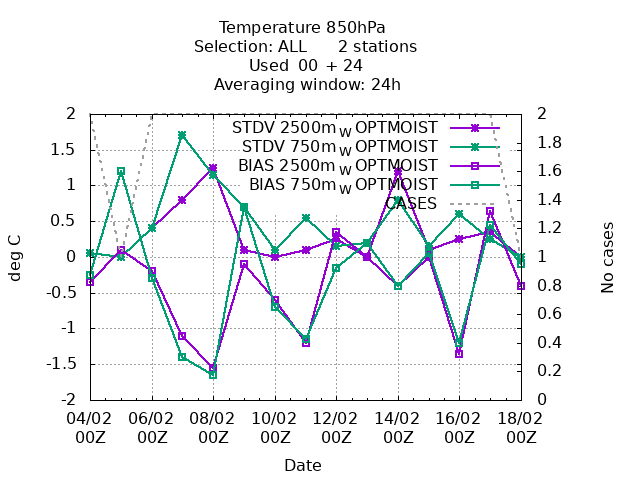 Temperature 850hPa
Selection: ALL 2 stations
Used 00 + 24
Averaging window: 24h
STDV 2500m_W OPTMOIST
STDV 750m_W OPTMOIST
BIAS 2500m_W OPTMOIST
BIAS 750m_W OPTMOIST
CASES
2
1.5
1
0.5
0
-0.5
-1
-1.5
-2
deg C
2
1.8
1.6
1.4
1.2
1
0.8
0.6
0.4
0.2
0
No cases
04/02 06/02 08/02 10/02 12/02 14/02 16/02 18/02
00Z 00Z 00Z 00Z 00Z 00Z 00Z 00Z
Date